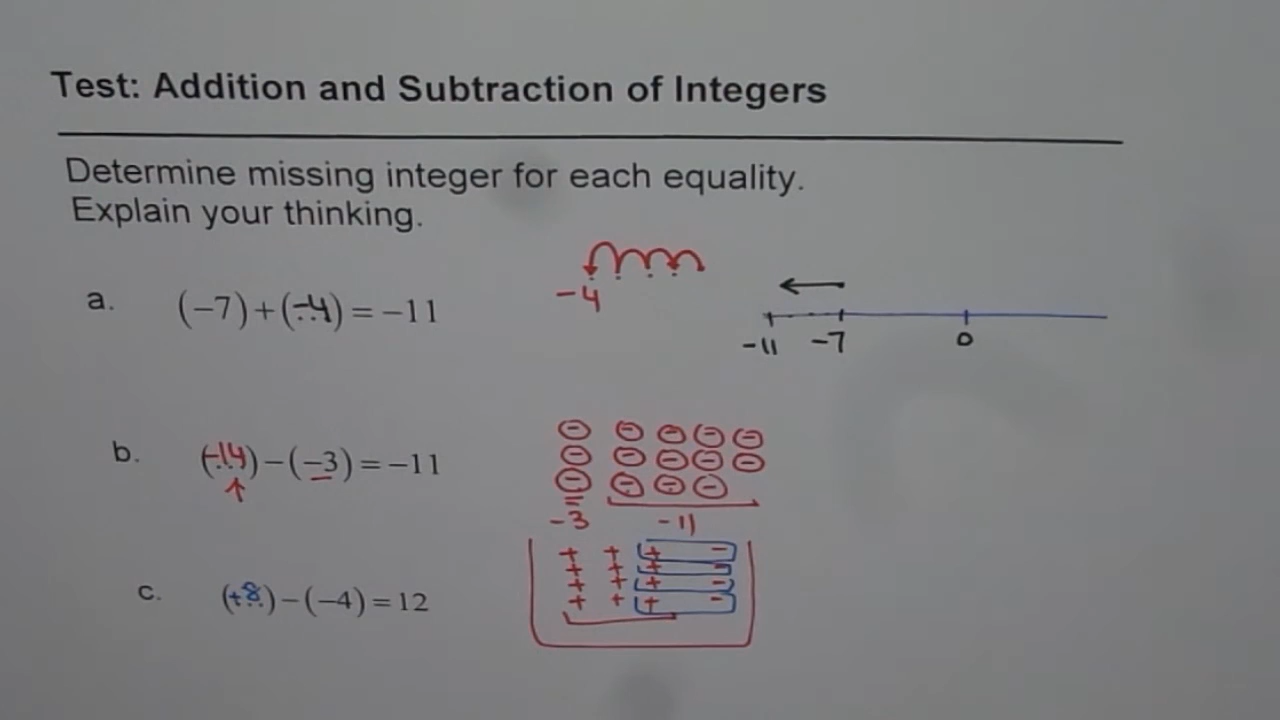 Test: Addition and Subtraction of Integers
Determine missing integer for each equality.
Explain your thinking.
a. (−7)+(−4)=−11
−4
−11 −7 0
b. (−14)−(−3)=−11
− − − − −
− − − − −
− − − −
−3 −11
+ + + −
+ + + −
+ + + −
+ + + −
c. (+8)−(−4)=12